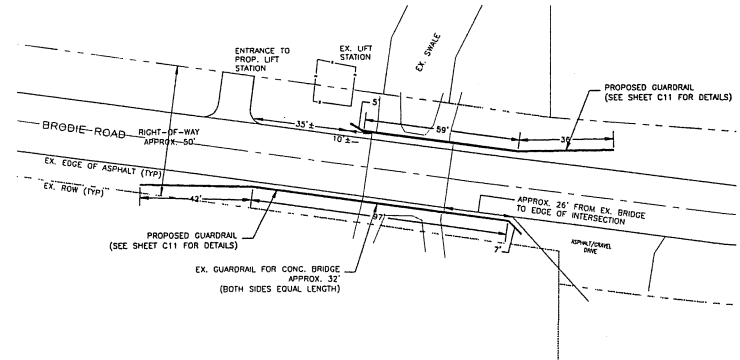 ENTRANCE TO
PROP. LIFT
STATION
EX. LIFT
STATION
EX. SWALE
PROPOSED GUARDRAIL
(SEE SHEET C11 FOR DETAILS)
5'
35'±
10'±
59'
36
BRODIE ROAD
RIGHT-OF-WAY
APPROX. 50'
EX. EDGE OF ASPHALT (TYP)
EX. ROW (TYP)
42'
97'
7'
APPROX. 26' FROM EX. BRIDGE
TO EDGE OF INTERSECTION
ASPHALT/GRAVEL
DRIVE
PROPOSED GUARDRAIL
(SEE SHEET C11 FOR DETAILS)
EX. GUARDRAIL FOR CONC. BRIDGE
APPROX. 32'
(BOTH SIDES EQUAL LENGTH)